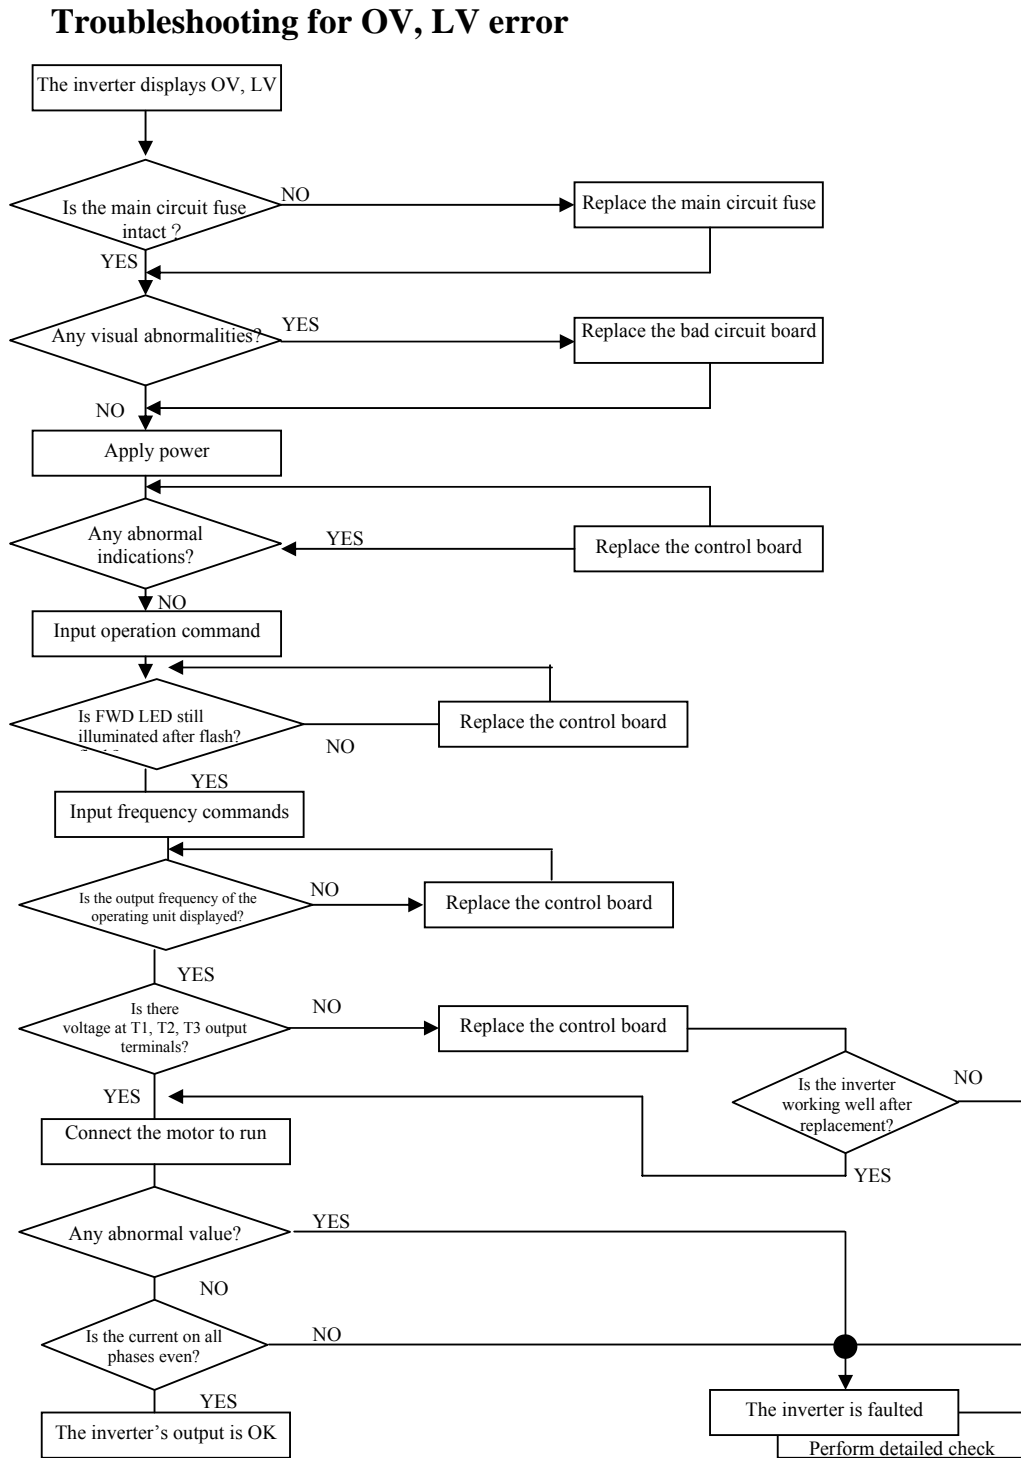 Troubleshooting for OV, LV error
The inverter displays OV, LV
Is the main circuit fuse
intact ?
NO
Replace the main circuit fuse
YES
Any visual abnormalities?
YES
Replace the bad circuit board
NO
Apply power
Any abnormal
indications?
YES
Replace the control board
NO
Input operation command
Is FWD LED still
illuminated after flash?
NO
Replace the control board
YES
Input frequency commands
Is the output frequency of the
operating unit displayed?
NO
Replace the control board
YES
Is there
voltage at T1, T2, T3 output
terminals?
NO
Replace the control board
Is the inverter
working well after
replacement?
NO
YES
YES
Connect the motor to run
Any abnormal value?
YES
NO
Is the current on all
phases even?
NO
YES
The inverter is faulted
The inverter’s output is OK
Perform detailed check